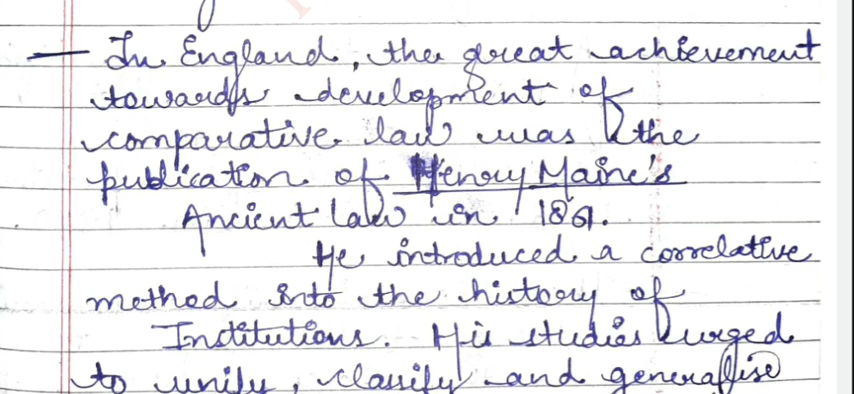 — In England, the great achievement
towards development of
comparative law was the
publication of Henry Maine's
Ancient law in 1861.
He introduced a correlative
method into the history of
Institutions. His studies urged
to unify, classify and generalise